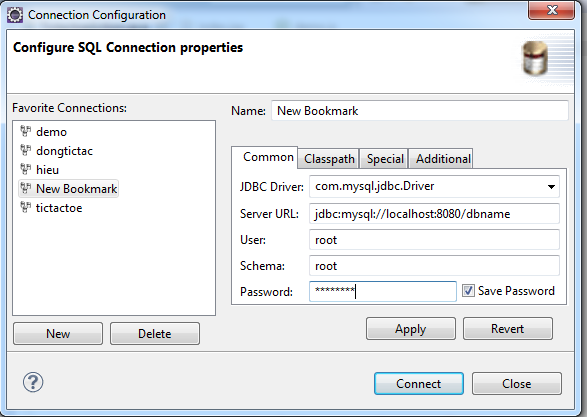 Connection Configuration
Configure SQL Connection properties
Favorite Connections:
demo
dongtictac
hieu
New Bookmark
tictactoe
New
Delete
Name: New Bookmark
Common Classpath Special Additional
JDBC Driver: com.mysql.jdbc.Driver
Server URL: jdbc:mysql://localhost:8080/dbname
User: root
Schema: root
Password: ********
Save Password
Apply
Revert
?
Connect
Close